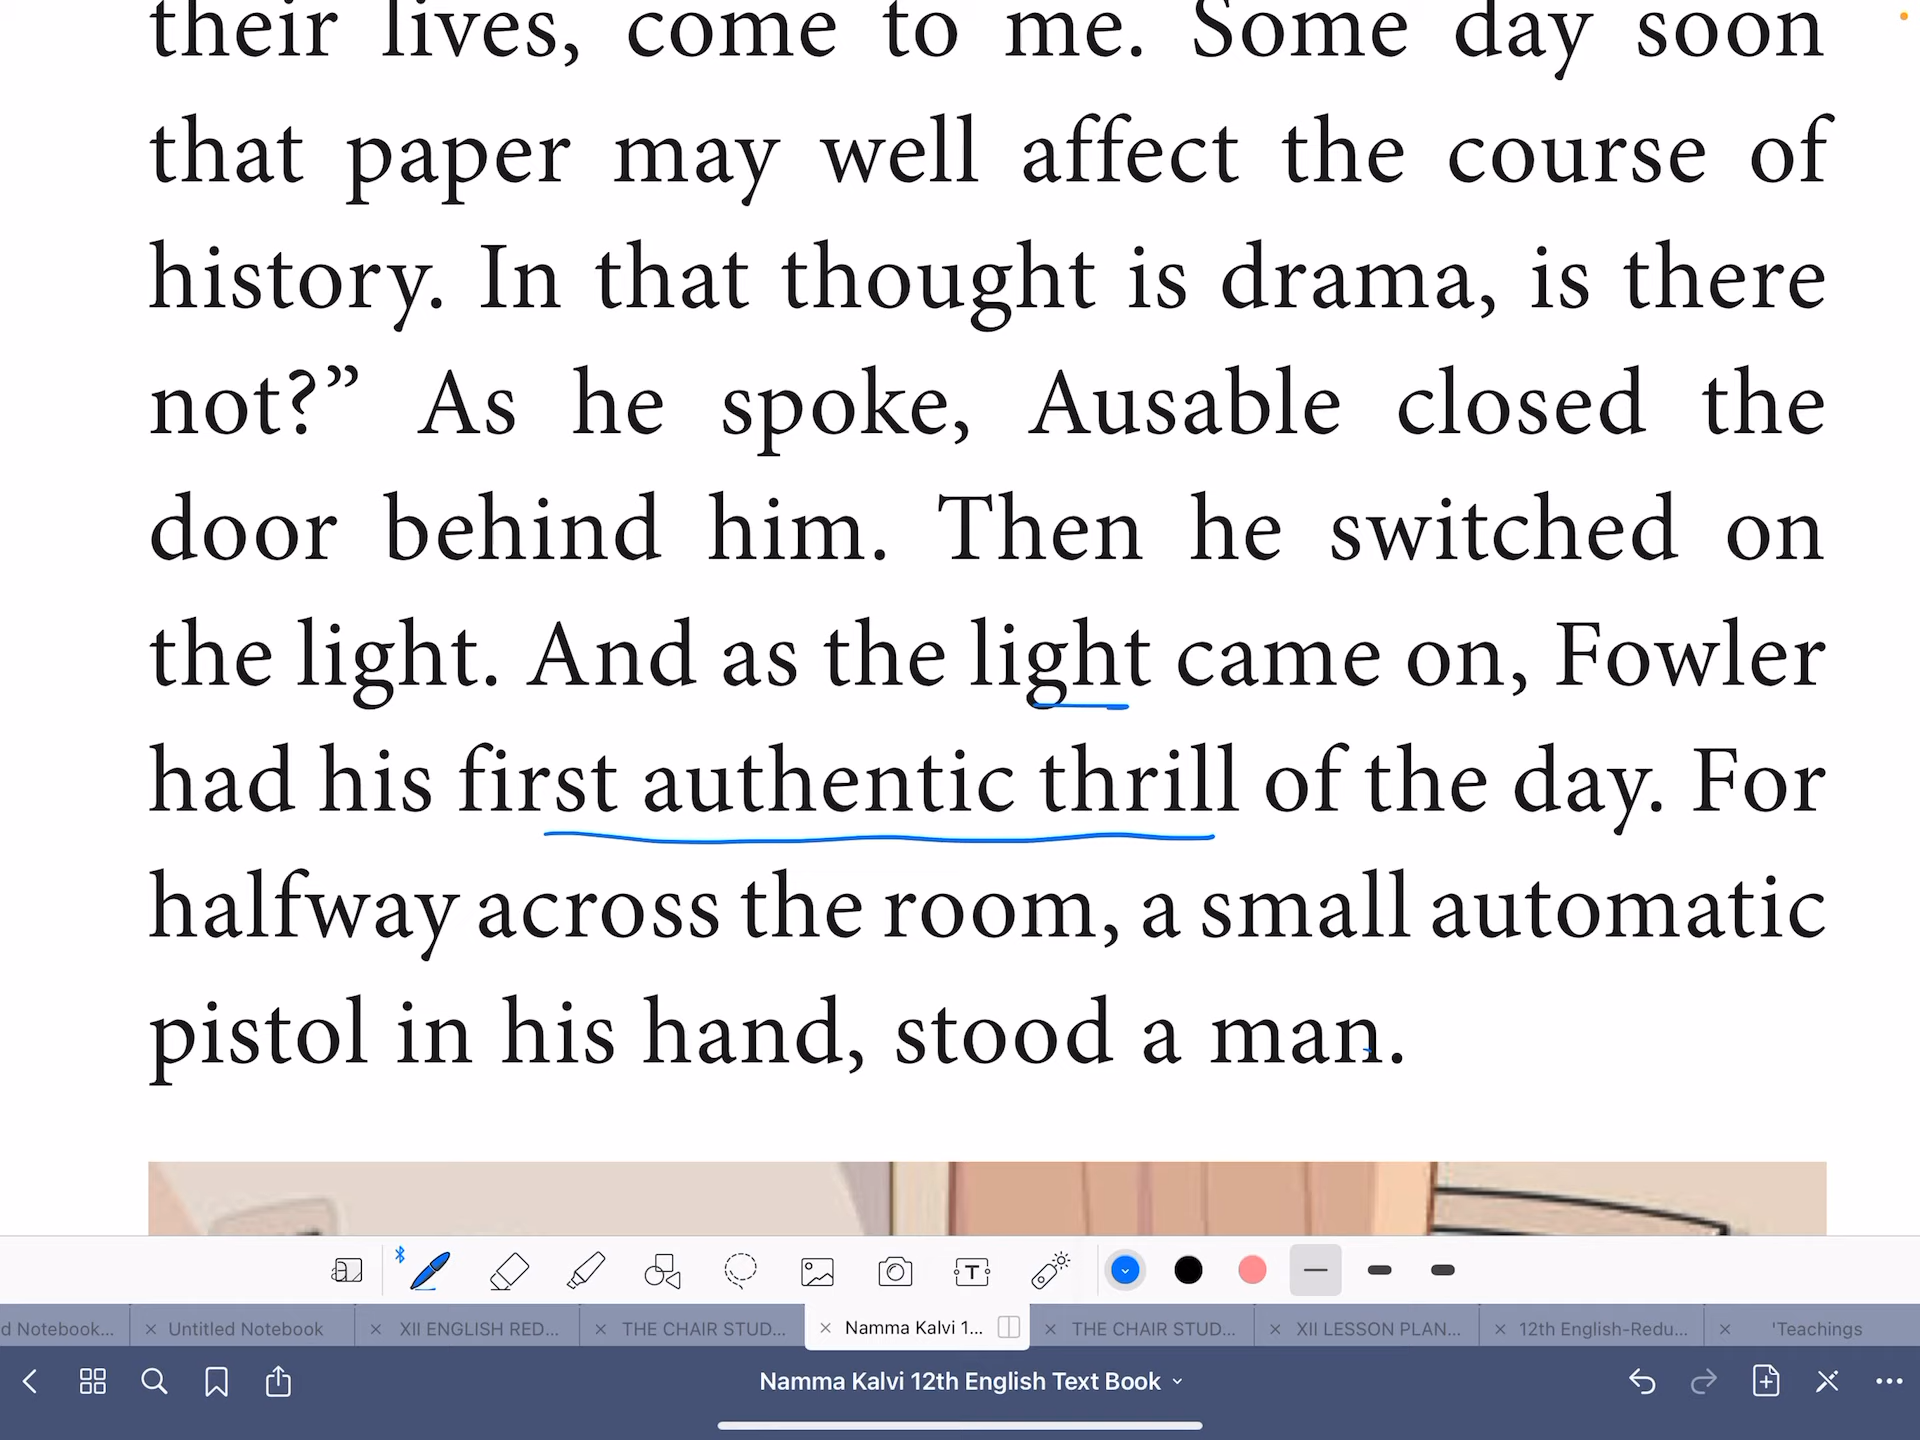 their lives, come to me. Some day soon
that paper may well affect the course of
history. In that thought is drama, is there
not?” As he spoke, Ausable closed the
door behind him. Then he switched on
the light. And as the light came on, Fowler
had his first authentic thrill of the day. For
halfway across the room, a small automatic
pistol in his hand, stood a man.
d Notebook... × Untitled Notebook × XII ENGLISH RED... × THE CHAIR STUD... × Namma Kalvi 1... × THE CHAIR STUD... × XII LESSON PLAN... × 12th English-Redu... × 'Teachings
Namma Kalvi 12th English Text Book